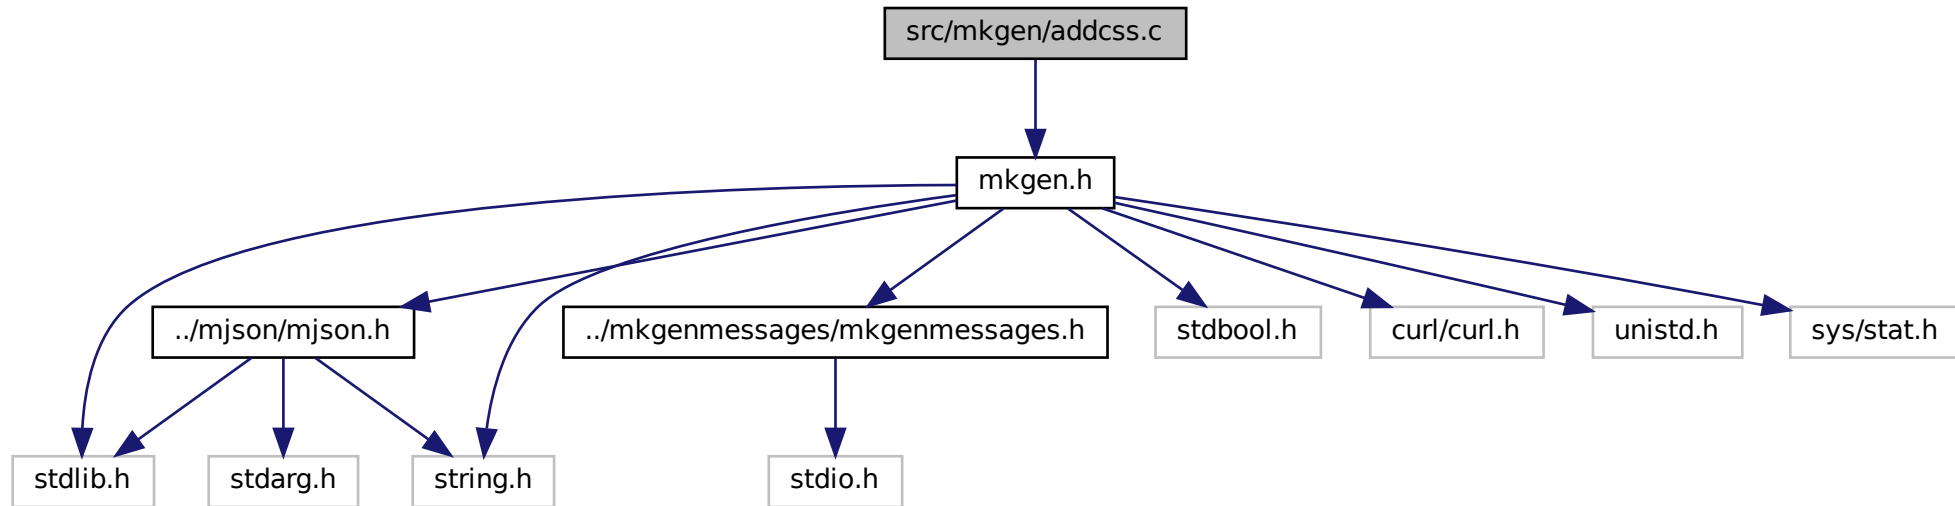 src/mkgen/addcss.c
mkgen.h
../mjson/mjson.h
../mkgenmessages/mkgenmessages.h
stdbool.h
curl/curl.h
unistd.h
sys/stat.h
stdlib.h
stdarg.h
string.h
stdio.h